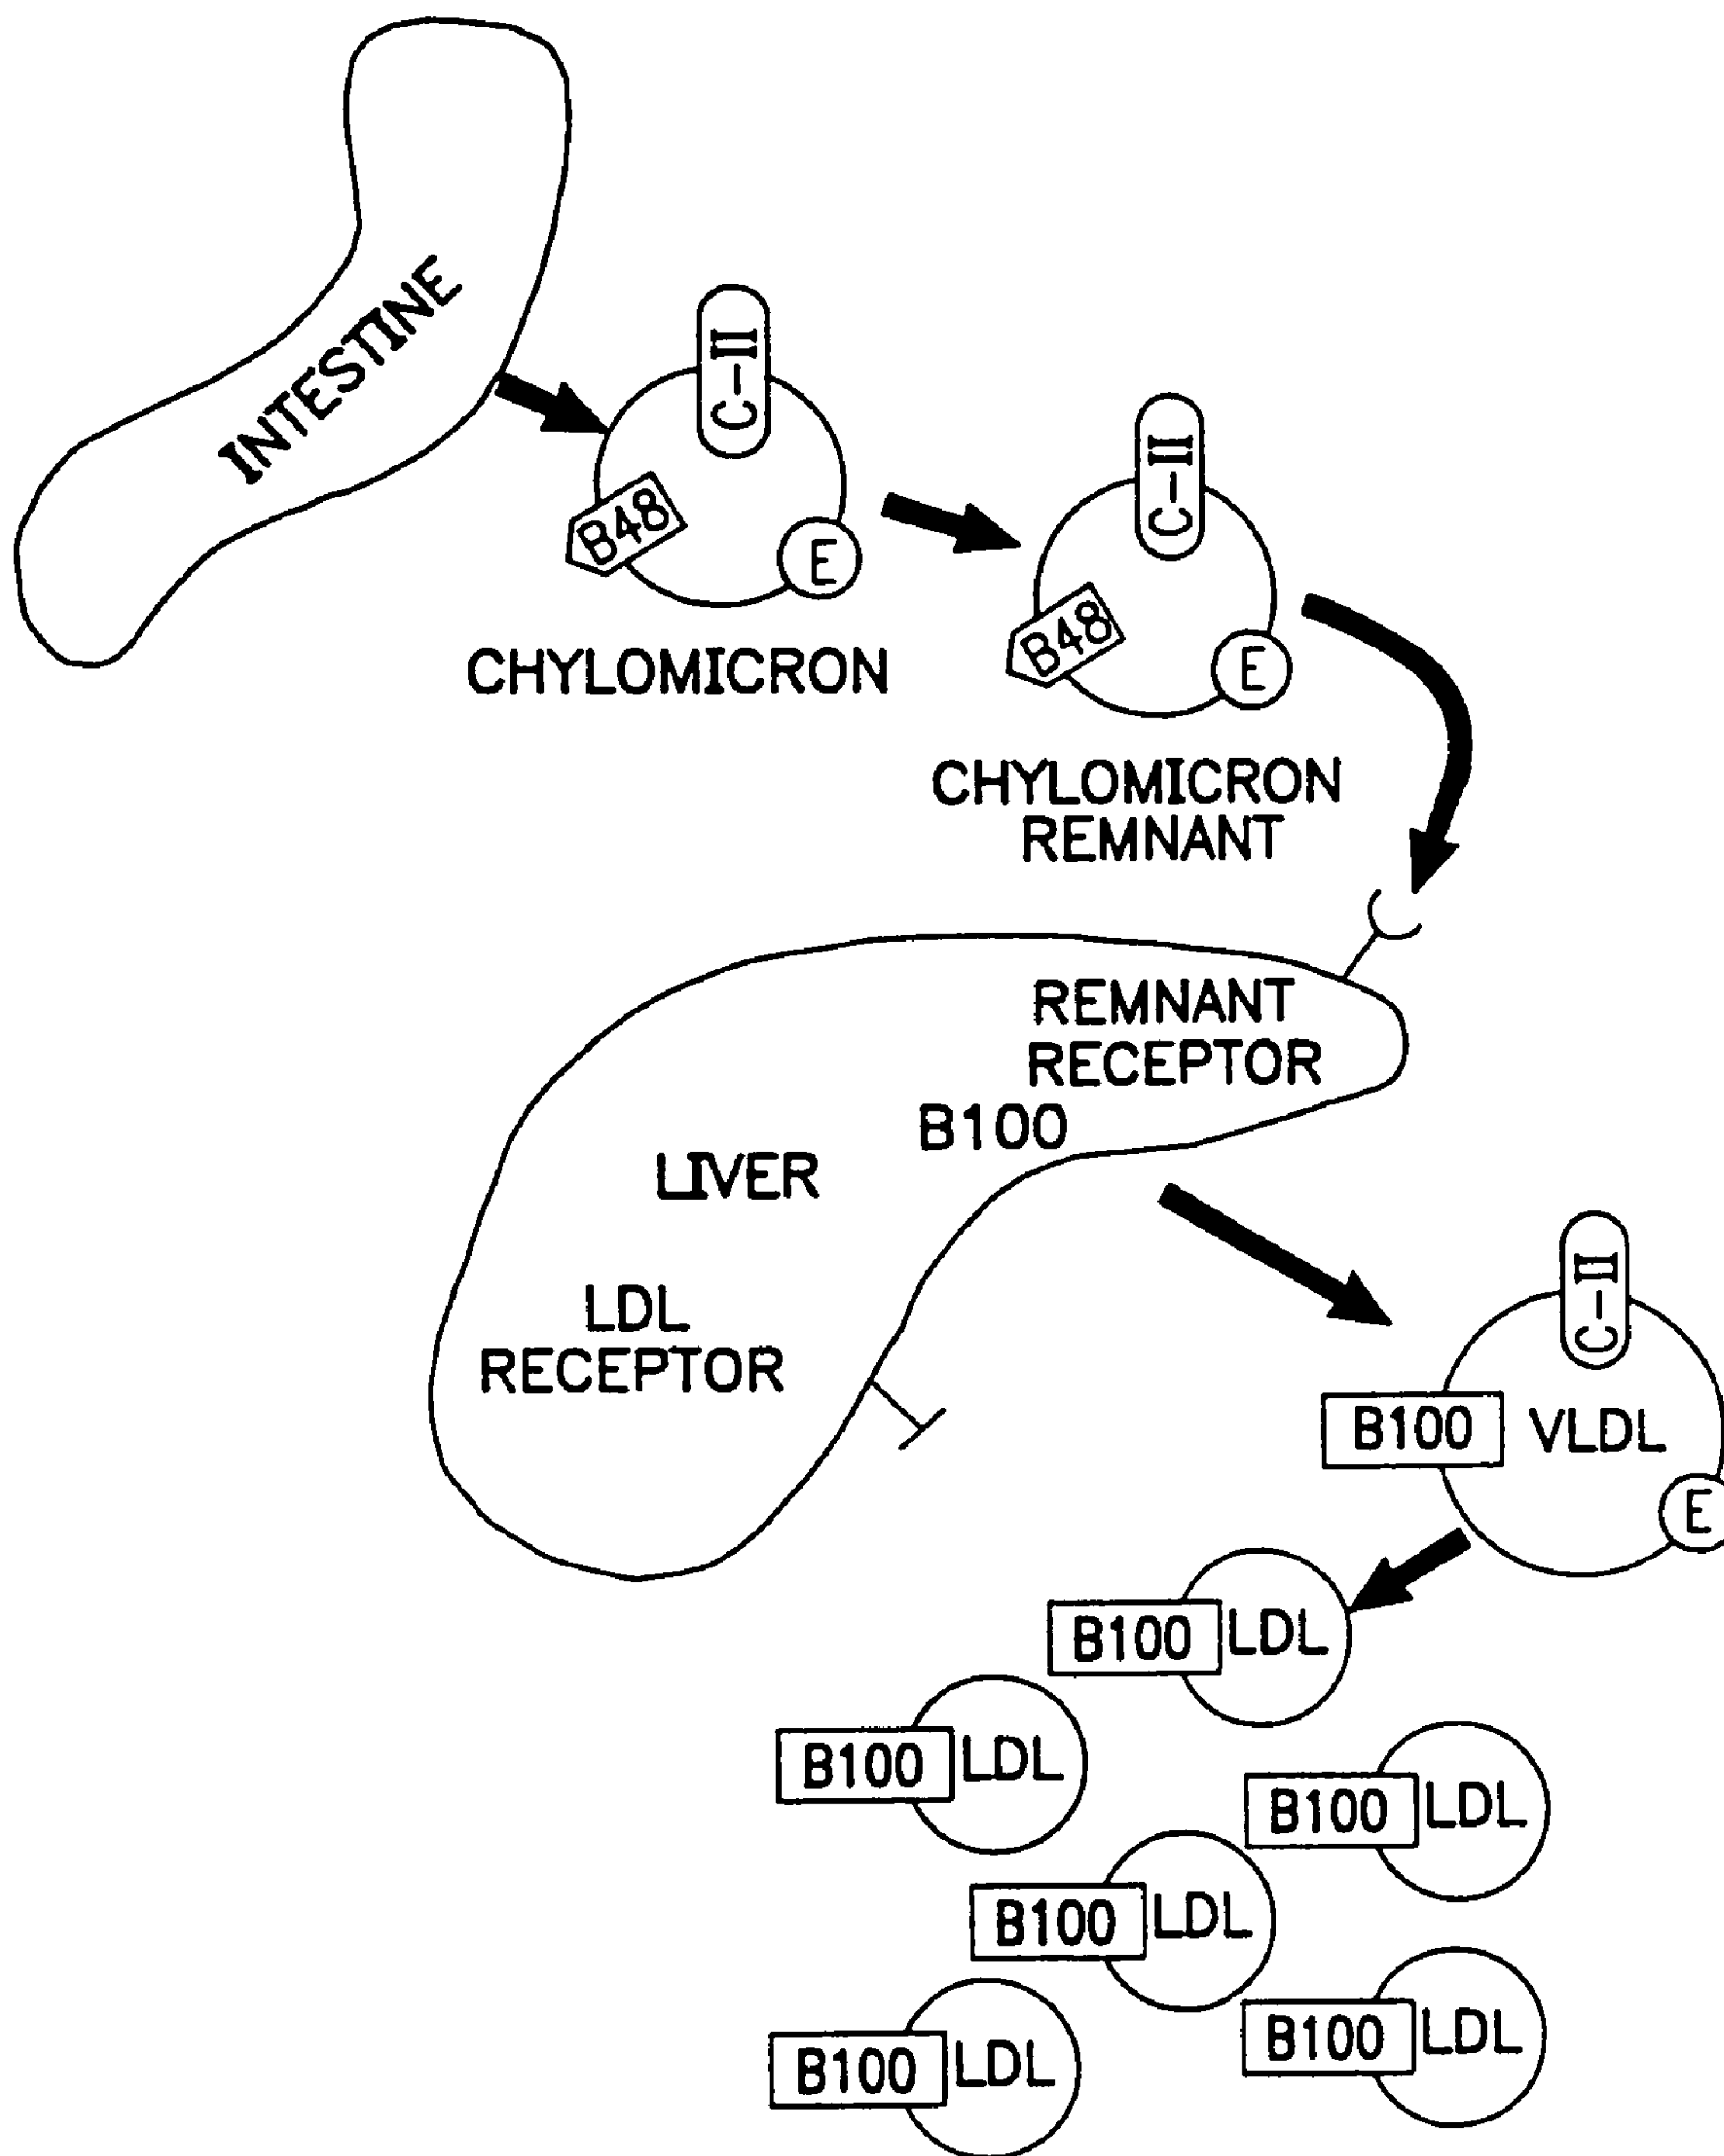 INTESTINE
C-II
B48
E
CHYLOMICRON
C-II
B48
E
CHYLOMICRON
REMNANT
REMNANT
RECEPTOR
B100
LIVER
LDL
RECEPTOR
C-II
B100 VLDL
E
B100 LDL
B100 LDL
B100 LDL
B100 LDL
B100 LDL
B100 LDL